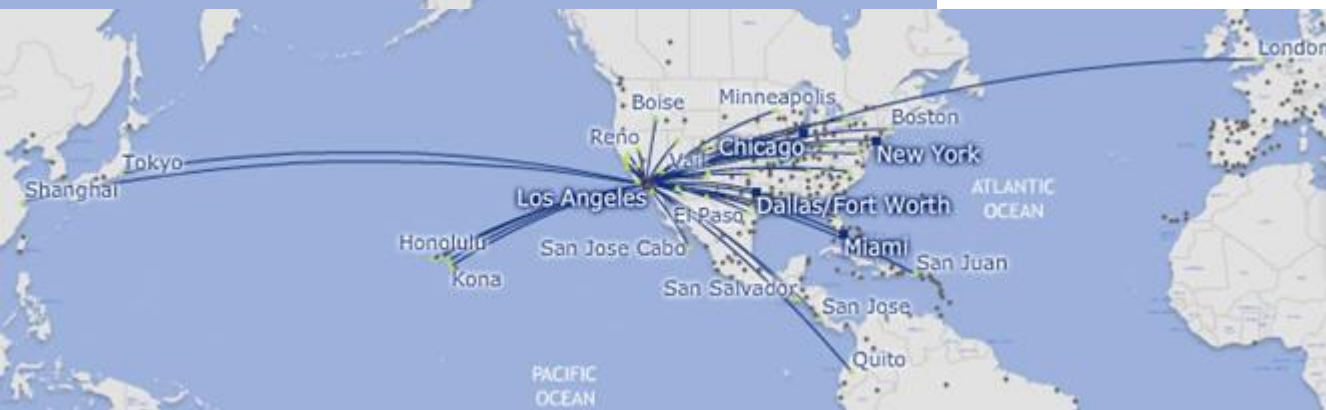 London
Boise
Minneapolis
Boston
Reno
Chicago
New York
Vail
Tokyo
Shanghai
Los Angeles
ATLANTIC
OCEAN
El Paso
Dallas/Fort Worth
Honolulu
San Jose Cabo
Miami
Kona
San Juan
San Salvador
San Jose
Quito
PACIFIC
OCEAN